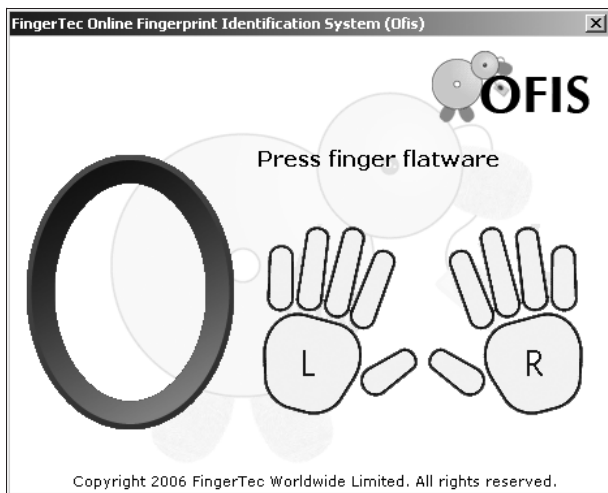 FingerTec Online Fingerprint Identification System (Ofis)
OFIS
Press finger flatware
L
R
Copyright 2006 FingerTec Worldwide Limited. All rights reserved.